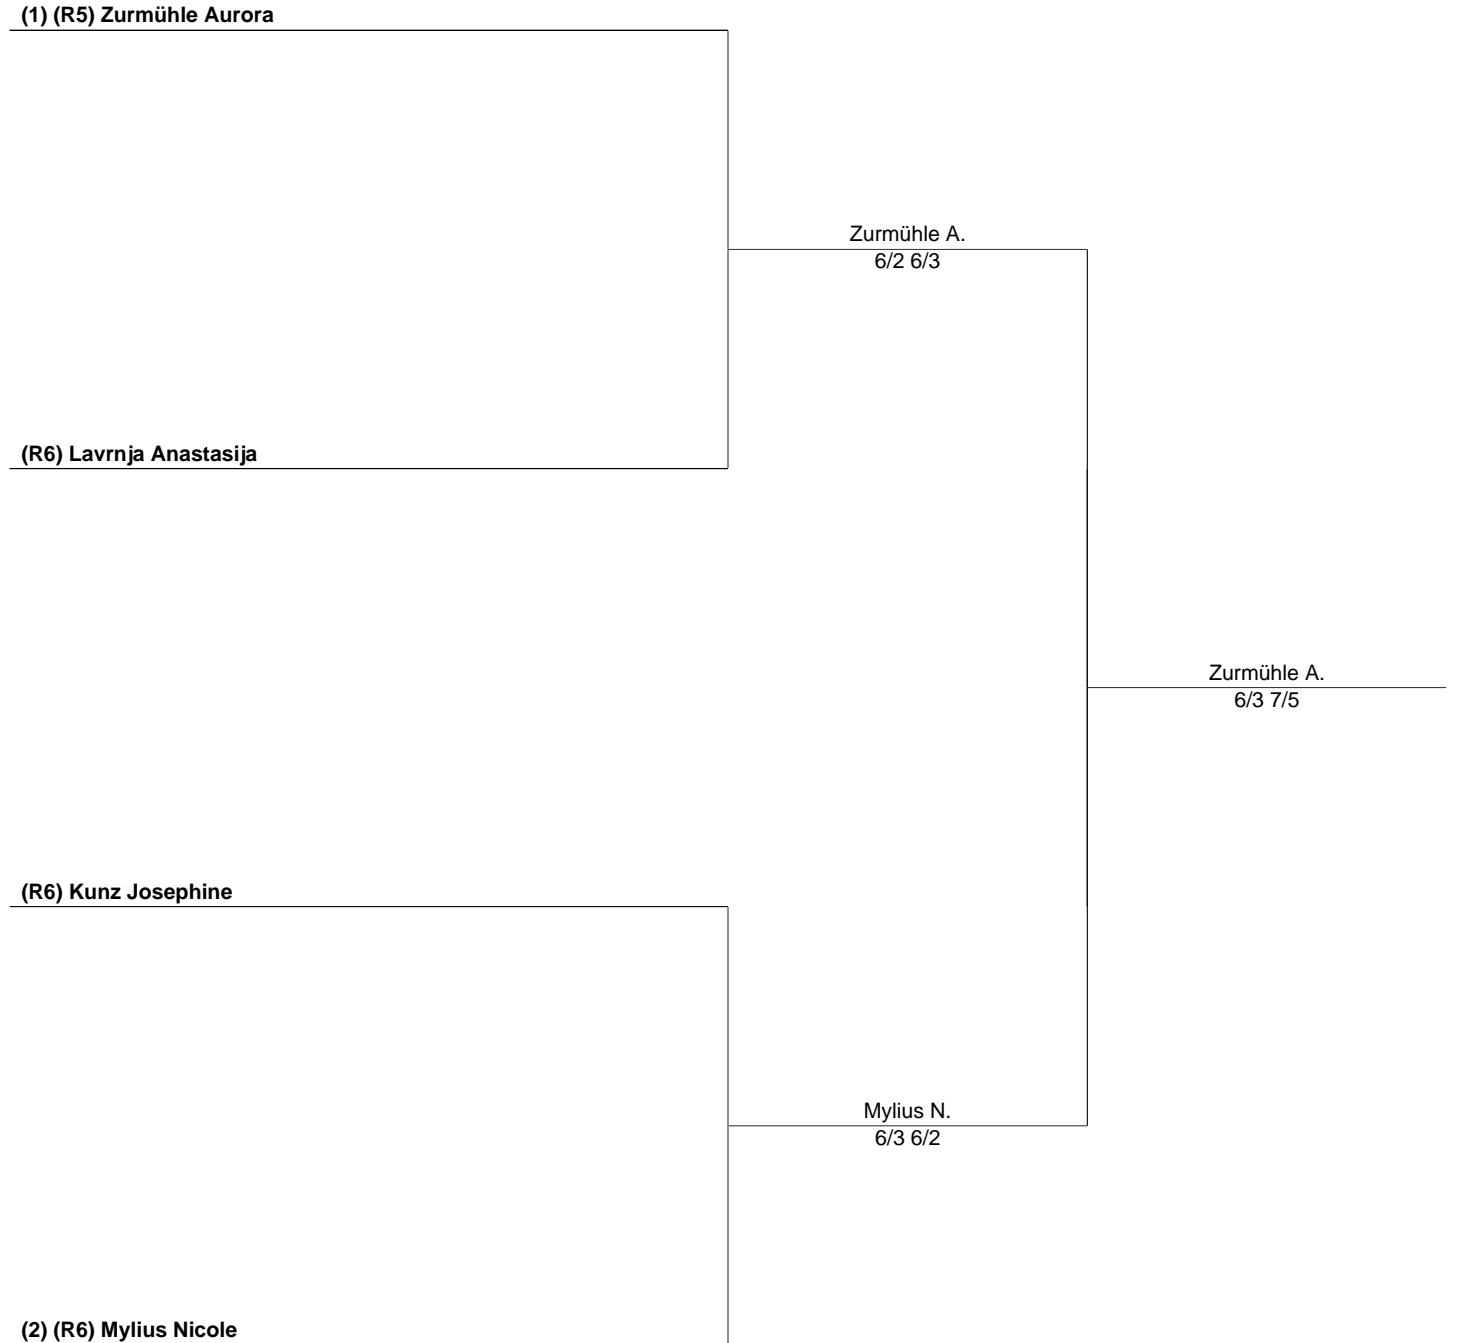 (1) (R5) Zurmühle Aurora
Zurmühle A.
6/2 6/3
(R6) Lavrnja Anastasija
Zurmühle A.
6/3 7/5
(R6) Kunz Josephine
Mylius N.
6/3 6/2
(2) (R6) Mylius Nicole